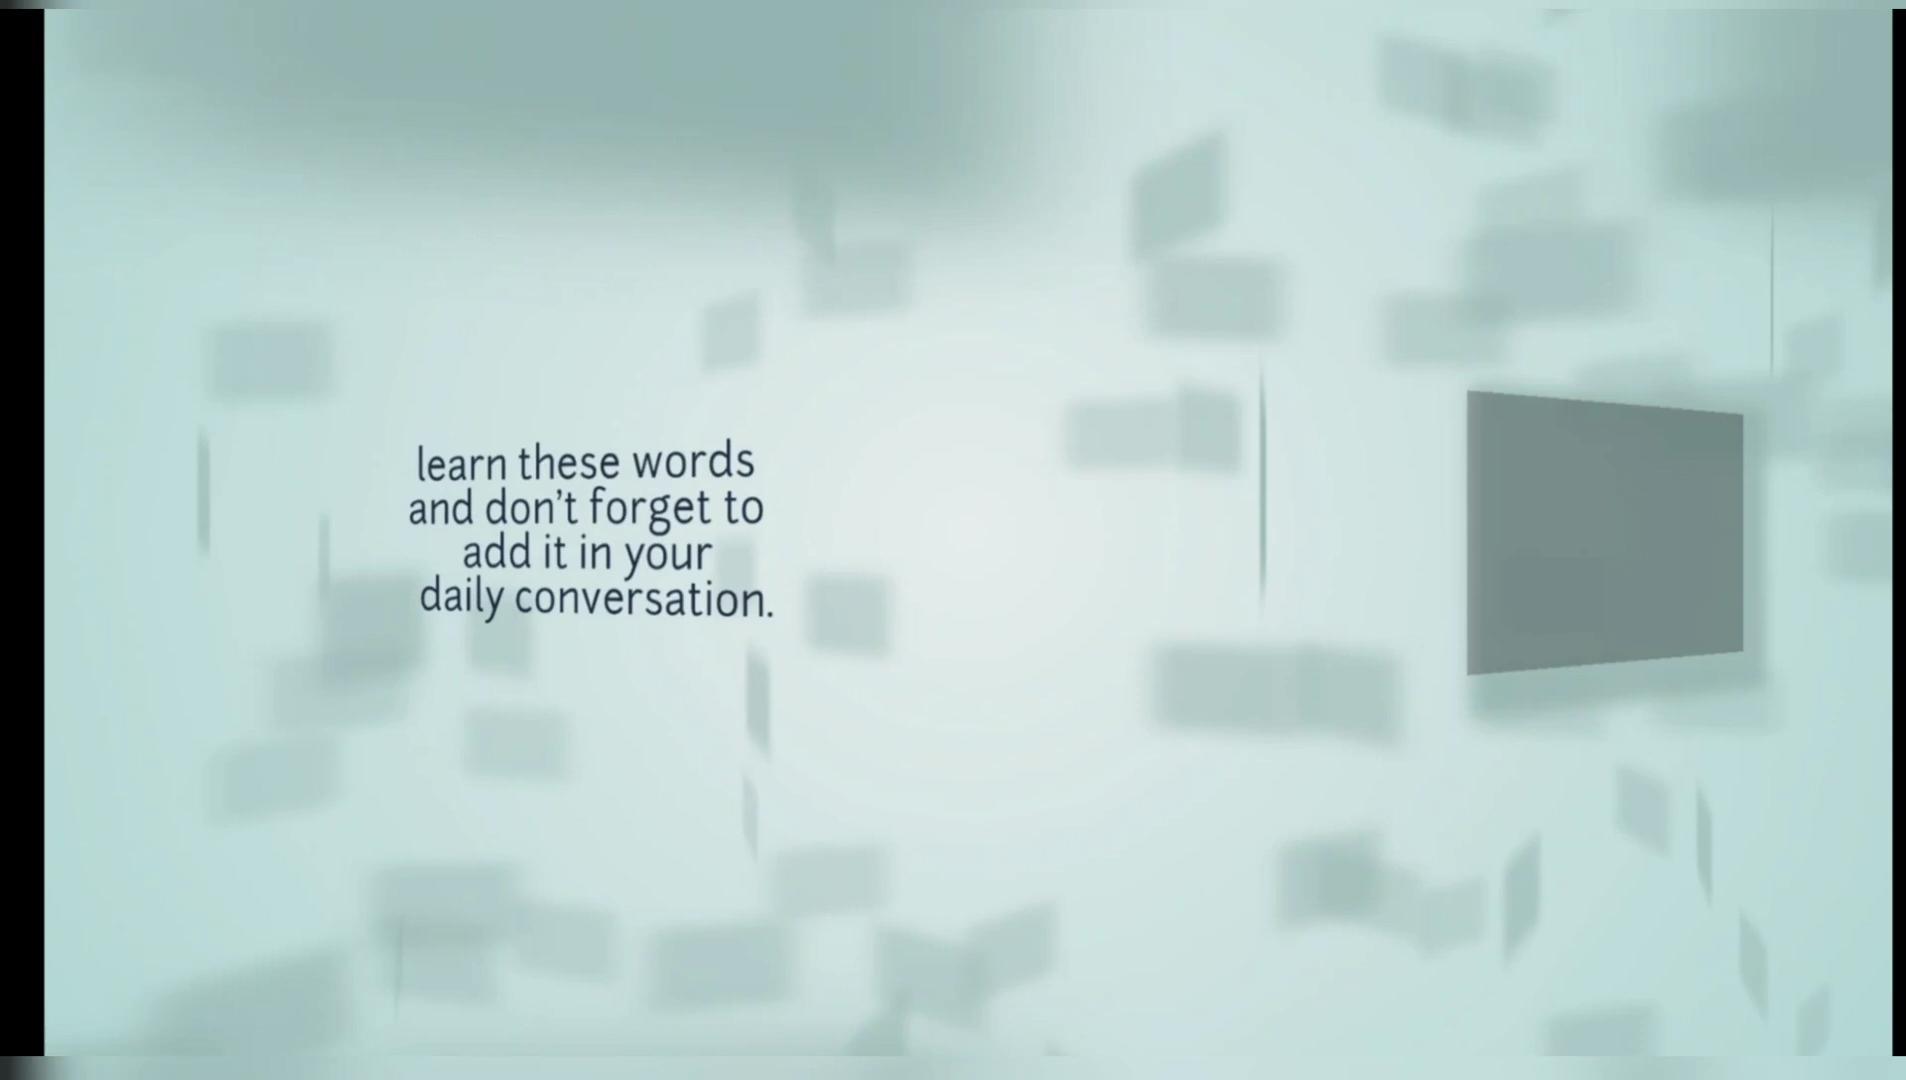 learn these words
and don't forget to
add it in your
daily conversation.